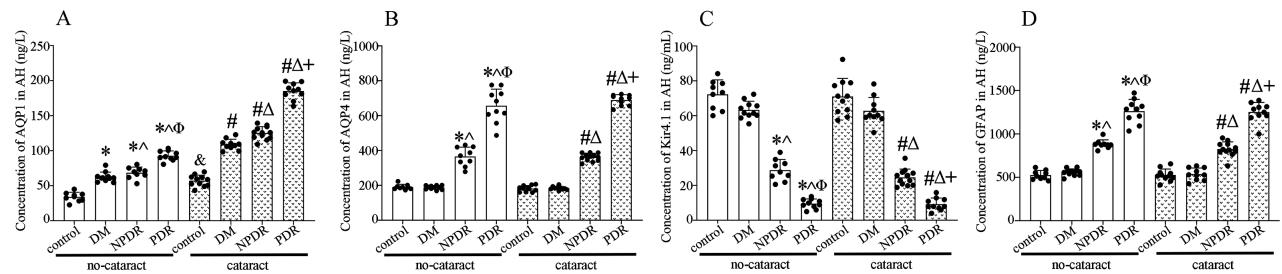 A
Concentration of AQP1 in AH (ng/L)
250
200
150
100
50
0
*
*^
*^Φ
&
#
#Δ
#Δ+
control
DM
NPDR
PDR
control
DM
NPDR
PDR
no-cataract
cataract
B
Concentration of AQP4 in AH (ng/L)
1000
800
600
400
200
0
*^
*^Φ
#Δ
#Δ+
control
DM
NPDR
PDR
control
DM
NPDR
PDR
no-cataract
cataract
C
Concentration of Kir4.1 in AH (ng/mL)
100
80
60
40
20
0
*^
*^Φ
#Δ
#Δ+
control
DM
NPDR
PDR
control
DM
NPDR
PDR
no-cataract
cataract
D
Concentration of GFAP in AH (ng/L)
2000
1500
1000
500
0
*^
*^Φ
#Δ
#Δ+
control
DM
NPDR
PDR
control
DM
NPDR
PDR
no-cataract
cataract